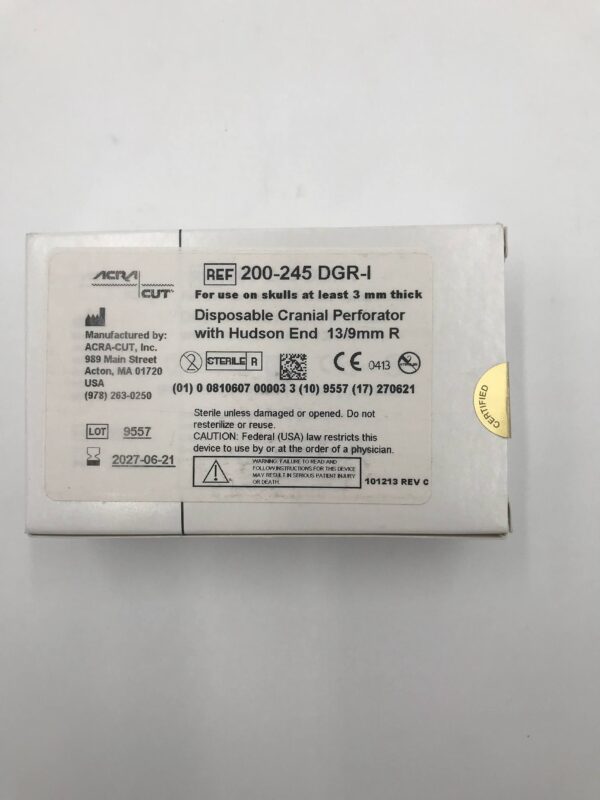 ACRA
CUT
REF 200-245 DGR-I
For use on skulls at least 3 mm thick
Disposable Cranial Perforator
with Hudson End 13/9mm R
Manufactured by:
ACRA-CUT, Inc.
989 Main Street
Acton, MA 01720
USA
(978) 263-0250
2 STERILE R CE 0413
(01) 0 0810607 00003 3 (10) 9557 (17) 270621
LOT 9557
2027-06-21
Sterile unless damaged or opened. Do not
resterilize or reuse.
CAUTION: Federal (USA) law restricts this
device to use by or at the order of a physician.
WARNING: FAILURE TO READ AND
FOLLOW INSTRUCTIONS FOR THIS DEVICE
MAY RESULT IN SERIOUS PATIENT INJURY
OR DEATH.
101213 REV C
CERTIFIED